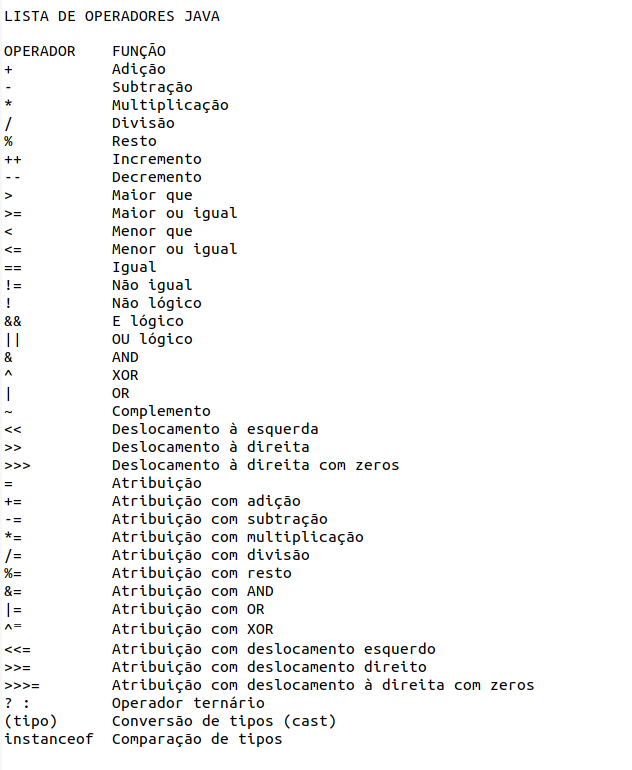 LISTA DE OPERADORES JAVA

OPERADOR    FUNÇÃO
+           Adição
-           Subtração
*           Multiplicação
/           Divisão
%           Resto
++          Incremento
--          Decremento
>           Maior que
>=          Maior ou igual
<           Menor que
<=          Menor ou igual
==          Igual
!=          Não igual
!           Não lógico
&&          E lógico
||          OU lógico
&           AND
^           XOR
|           OR
~           Complemento
<<          Deslocamento à esquerda
>>          Deslocamento à direita
>>>         Deslocamento à direita com zeros
=           Atribuição
+=          Atribuição com adição
-=          Atribuição com subtração
*=          Atribuição com multiplicação
/=          Atribuição com divisão
%=          Atribuição com resto
&=          Atribuição com AND
|=          Atribuição com OR
^=          Atribuição com XOR
<<=         Atribuição com deslocamento esquerdo
>>=         Atribuição com deslocamento direito
>>>=        Atribuição com deslocamento à direita com zeros
? :         Operador ternário
(tipo)      Conversão de tipos (cast)
instanceof  Comparação de tipos